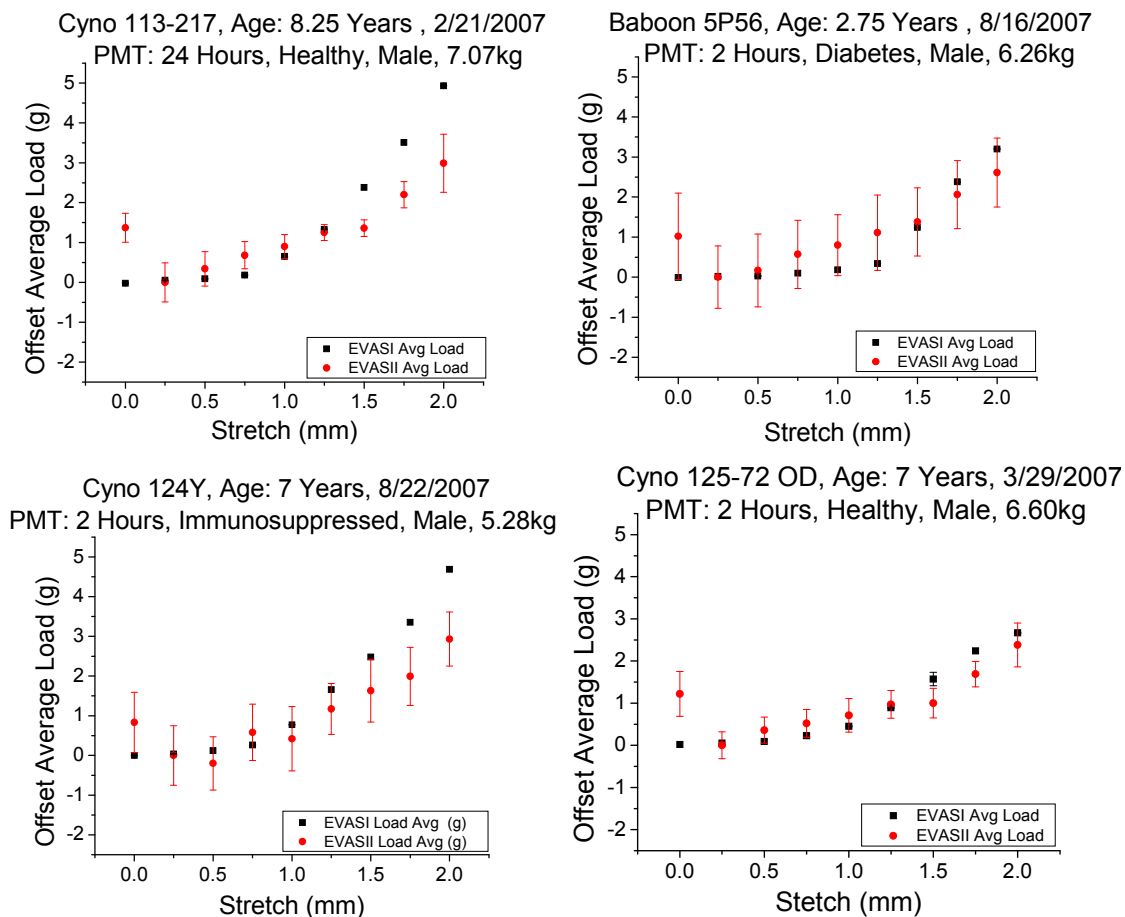 Cyno 113-217, Age: 8.25 Years , 2/21/2007
PMT: 24 Hours, Healthy, Male, 7.07kg
Offset Average Load (g)
5
4
3
2
1
0
-1
-2
EVASI Avg Load
EVASII Avg Load
0.0 0.5 1.0 1.5 2.0
Stretch (mm)
Baboon 5P56, Age: 2.75 Years, 8/16/2007
PMT: 2 Hours, Diabetes, Male, 6.26kg
Offset Average Load (g)
5
4
3
2
1
0
-1
-2
EVASI Avg Load
EVASII Avg Load
0.0 0.5 1.0 1.5 2.0
Stretch (mm)
Cyno 124Y, Age: 7 Years, 8/22/2007
PMT: 2 Hours, Immunosuppressed, Male, 5.28kg
Offset Average Load (g)
5
4
3
2
1
0
-1
-2
EVASI Load Avg (g)
EVASII Load Avg (g)
0.0 0.5 1.0 1.5 2.0
Stretch (mm)
Cyno 125-72 OD, Age: 7 Years, 3/29/2007
PMT: 2 Hours, Healthy, Male, 6.60kg
Offset Average Load (g)
5
4
3
2
1
0
-1
-2
EVASI Avg Load
EVASII Avg Load
0.0 0.5 1.0 1.5 2.0
Stetch (mm)